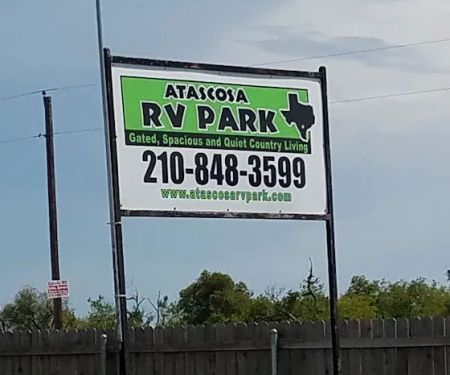 ATASCOSA
RV PARK
Gated, Spacious and Quiet Country Living
210-848-3599
www.atascosarvpark.com